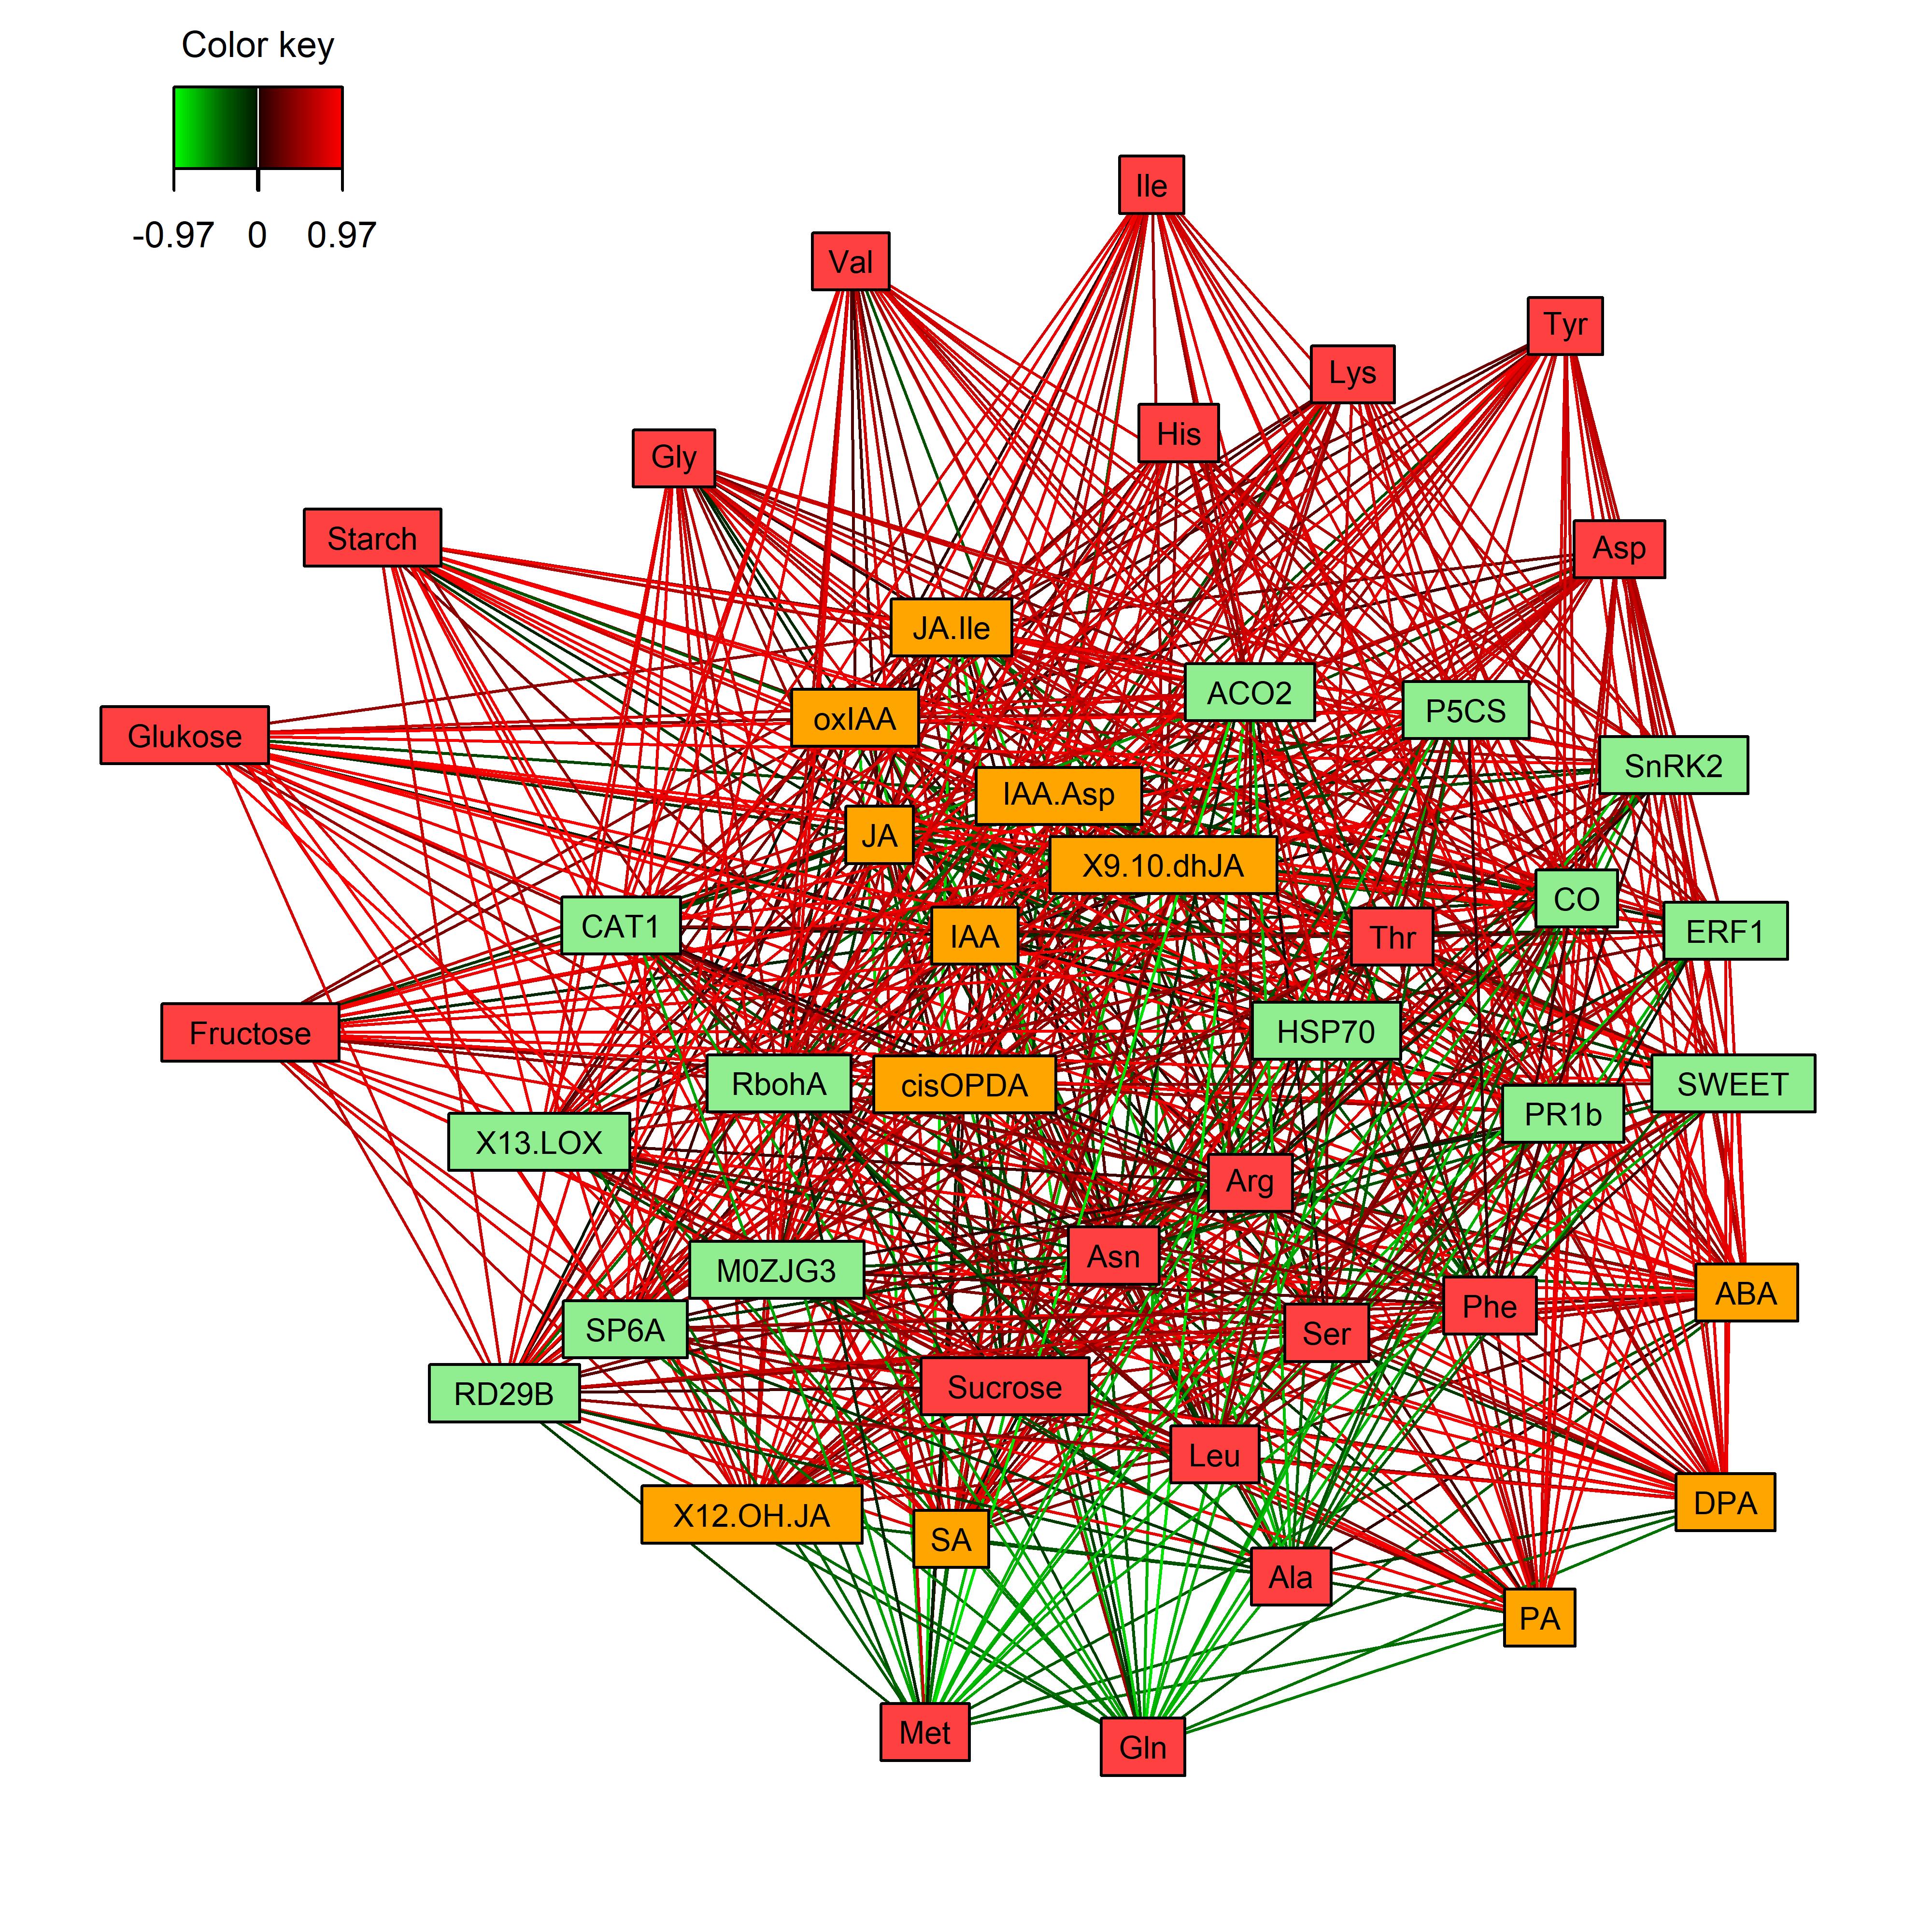 Color key
-0.97 0 0.97
Ile
Val
Tyr
Lys
His
Gly
Starch
Asp
JA.Ile
ACO2
P5CS
oxIAA
Glukose
SnRK2
IAA.Asp
JA
X9.10.dhJA
CO
CAT1
ERF1
IAA
Thr
Fructose
HSP70
RbohA
cisOPDA
SWEET
PR1b
X13.LOX
Arg
Asn
M0ZJG3
ABA
Phe
SP6A
Ser
Sucrose
RD29B
Leu
DPA
X12.OH.JA
SA
Ala
PA
Met
Gln